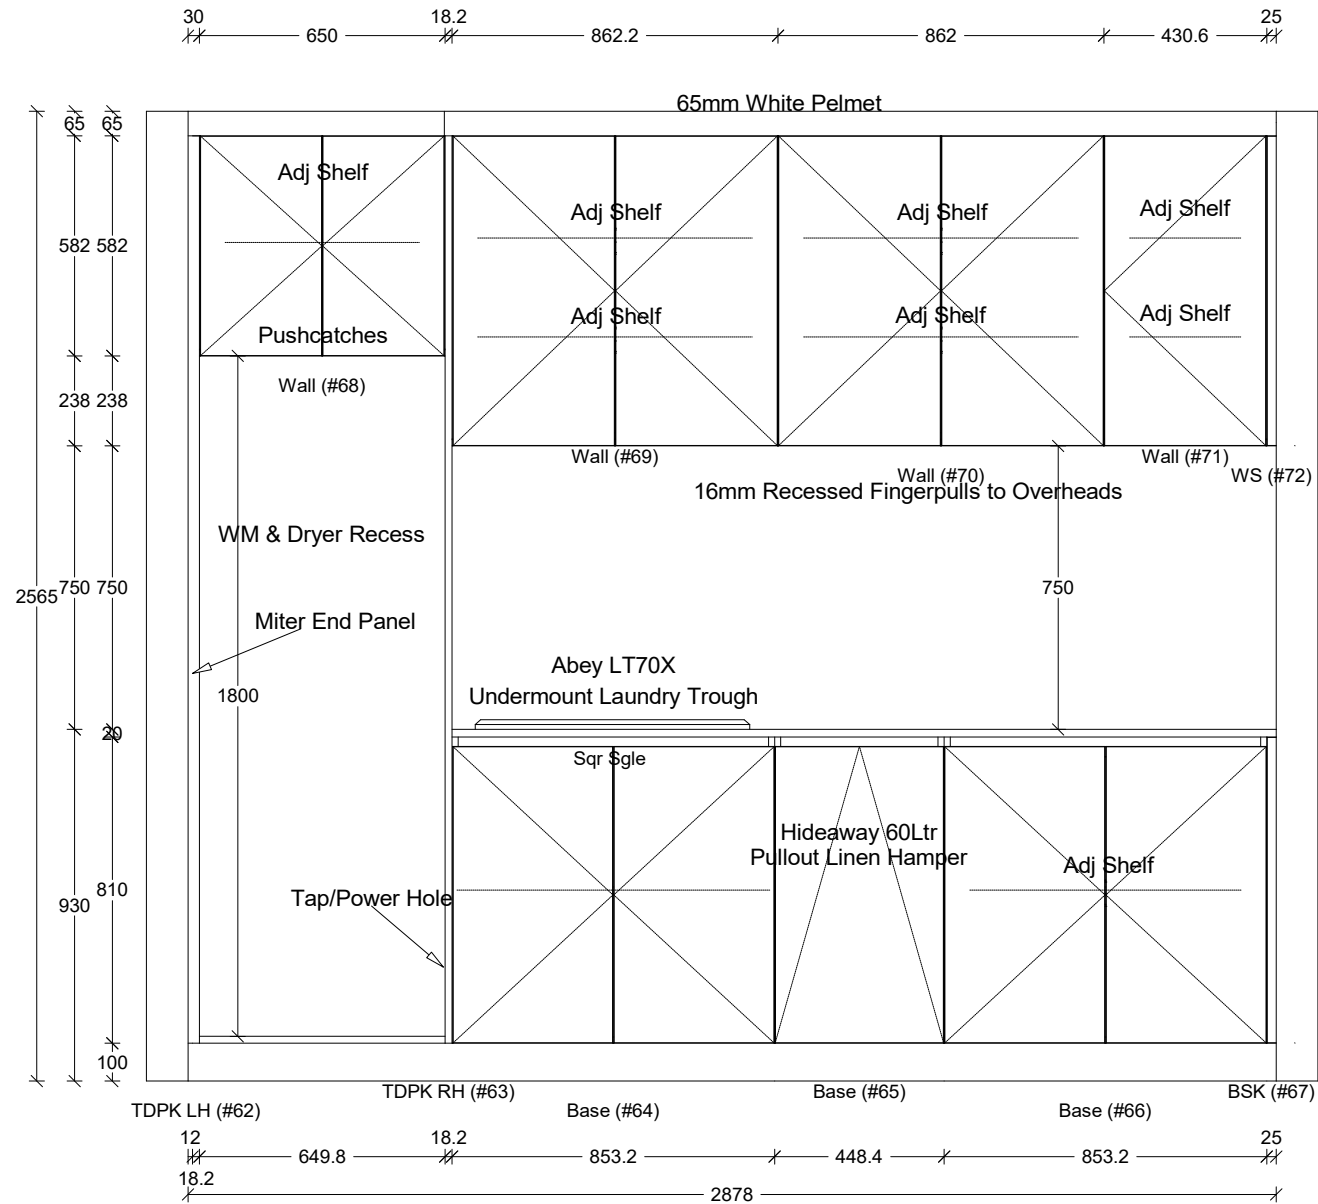 30
18.2
25
650
862.2
862
430.6
65mm White Pelmet
65 65
Adj Shelf
Adj Shelf
Adj Shelf
Adj Shelf
582 582
Adj Shelf
Adj Shelf
Adj Shelf
Pushcatches
Wall (#68)
238 238
Wall (#69)
Wall (#70)
Wall (#71)
WS (#72)
16mm Recessed Fingerpulls to Overheads
WM & Dryer Recess
2565
750 750
750
Miter End Panel
Abey LT70X
Undermount Laundry Trough
1800
20
Sqr Sgle
Hideaway 60Ltr
Pullout Linen Hamper
Adj Shelf
810
930
Tap/Power Hole
100
TDPK LH (#62)
TDPK RH (#63)
Base (#64)
Base (#65)
Base (#66)
BSK (#67)
12
18.2
25
649.8
853.2
448.4
853.2
18.2
2878